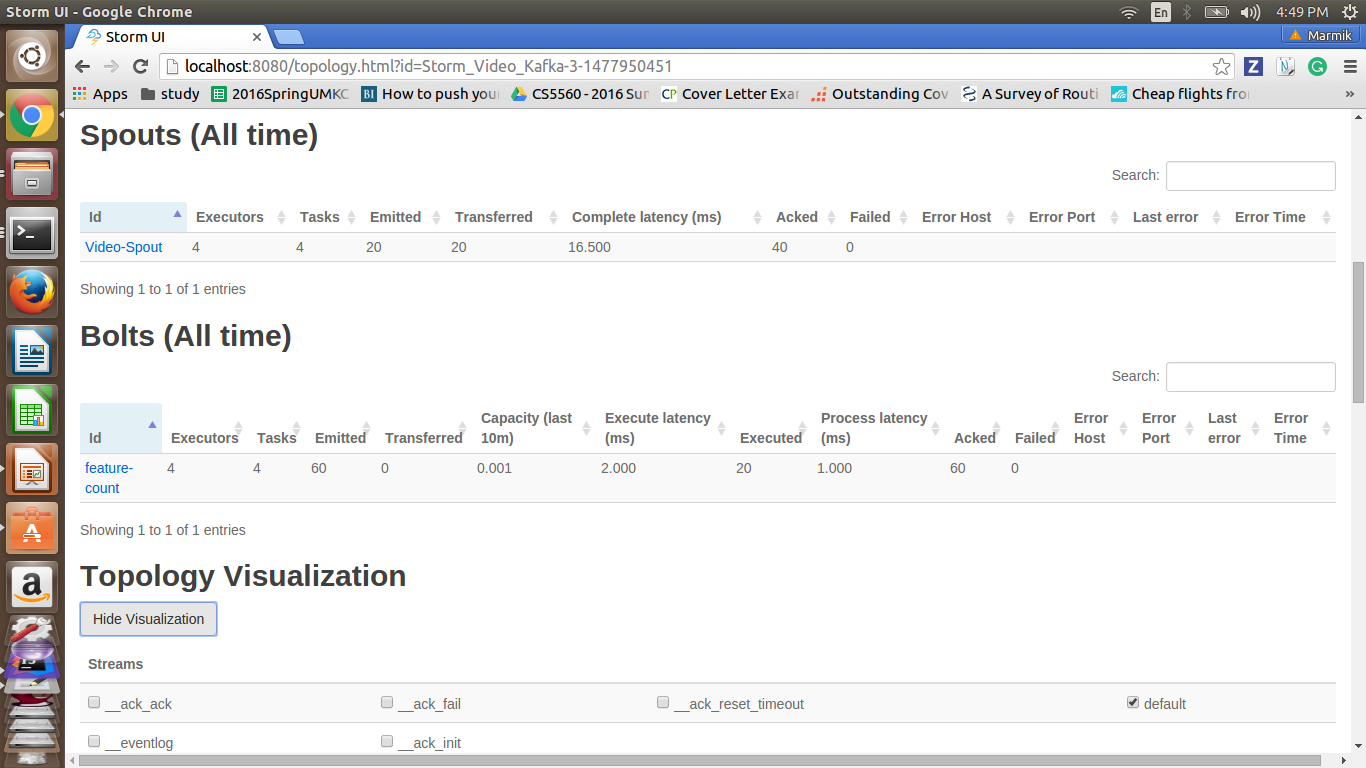 Storm UI - Google Chrome En 4:49 PM
Storm UI Marmik
localhost:8080/topology.html?id=Storm_Video_Kafka-3-1477950451
Apps study 2016SpringUMKC How to push you CS5560 - 2016 Sum Cover Letter Exa Outstanding Cov A Survey of Routi Cheap flights fro »
Spouts (All time)
Search:
Id Executors Tasks Emitted Transferred Complete latency (ms) Acked Failed Error Host Error Port Last error Error Time
Video-Spout 4 4 20 20 16.500 40 0
Showing 1 to 1 of 1 entries
Bolts (All time)
Search:
Id Executors Tasks Emitted Transferred Capacity (last 10m) Execute latency (ms) Executed Process latency (ms) Acked Failed Error Host Error Port Last error Error Time
feature-count 4 4 60 0 0.001 2.000 20 1.000 60 0
Showing 1 to 1 of 1 entries
Topology Visualization
Hide Visualization
Streams
__ack_ack __ack_fail __ack_reset_timeout default
__eventlog __ack_init